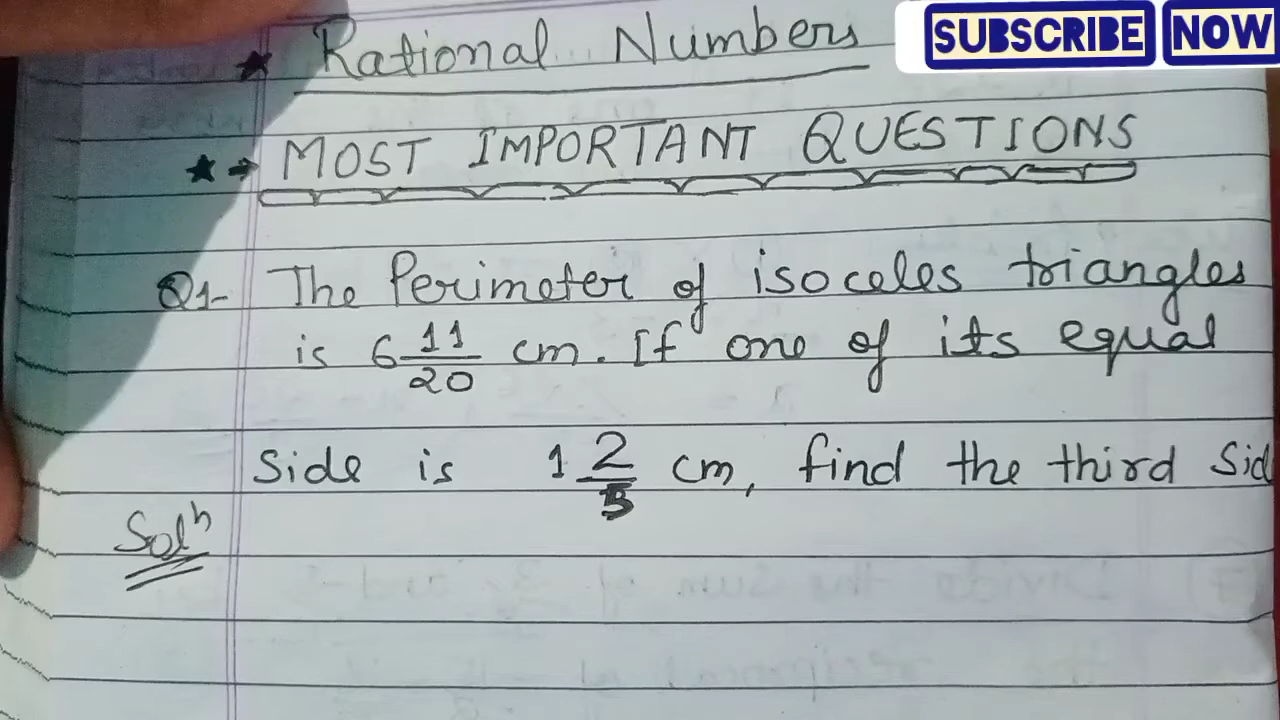 SUBSCRIBE NOW
★ Rational Numbers
★→ MOST IMPORTANT QUESTIONS
Q1- The Perimeter of isoceles triangles
is 6 11/20 cm. If one of its equal
Side is 1 2/5 cm, find the third Sid
Solⁿ